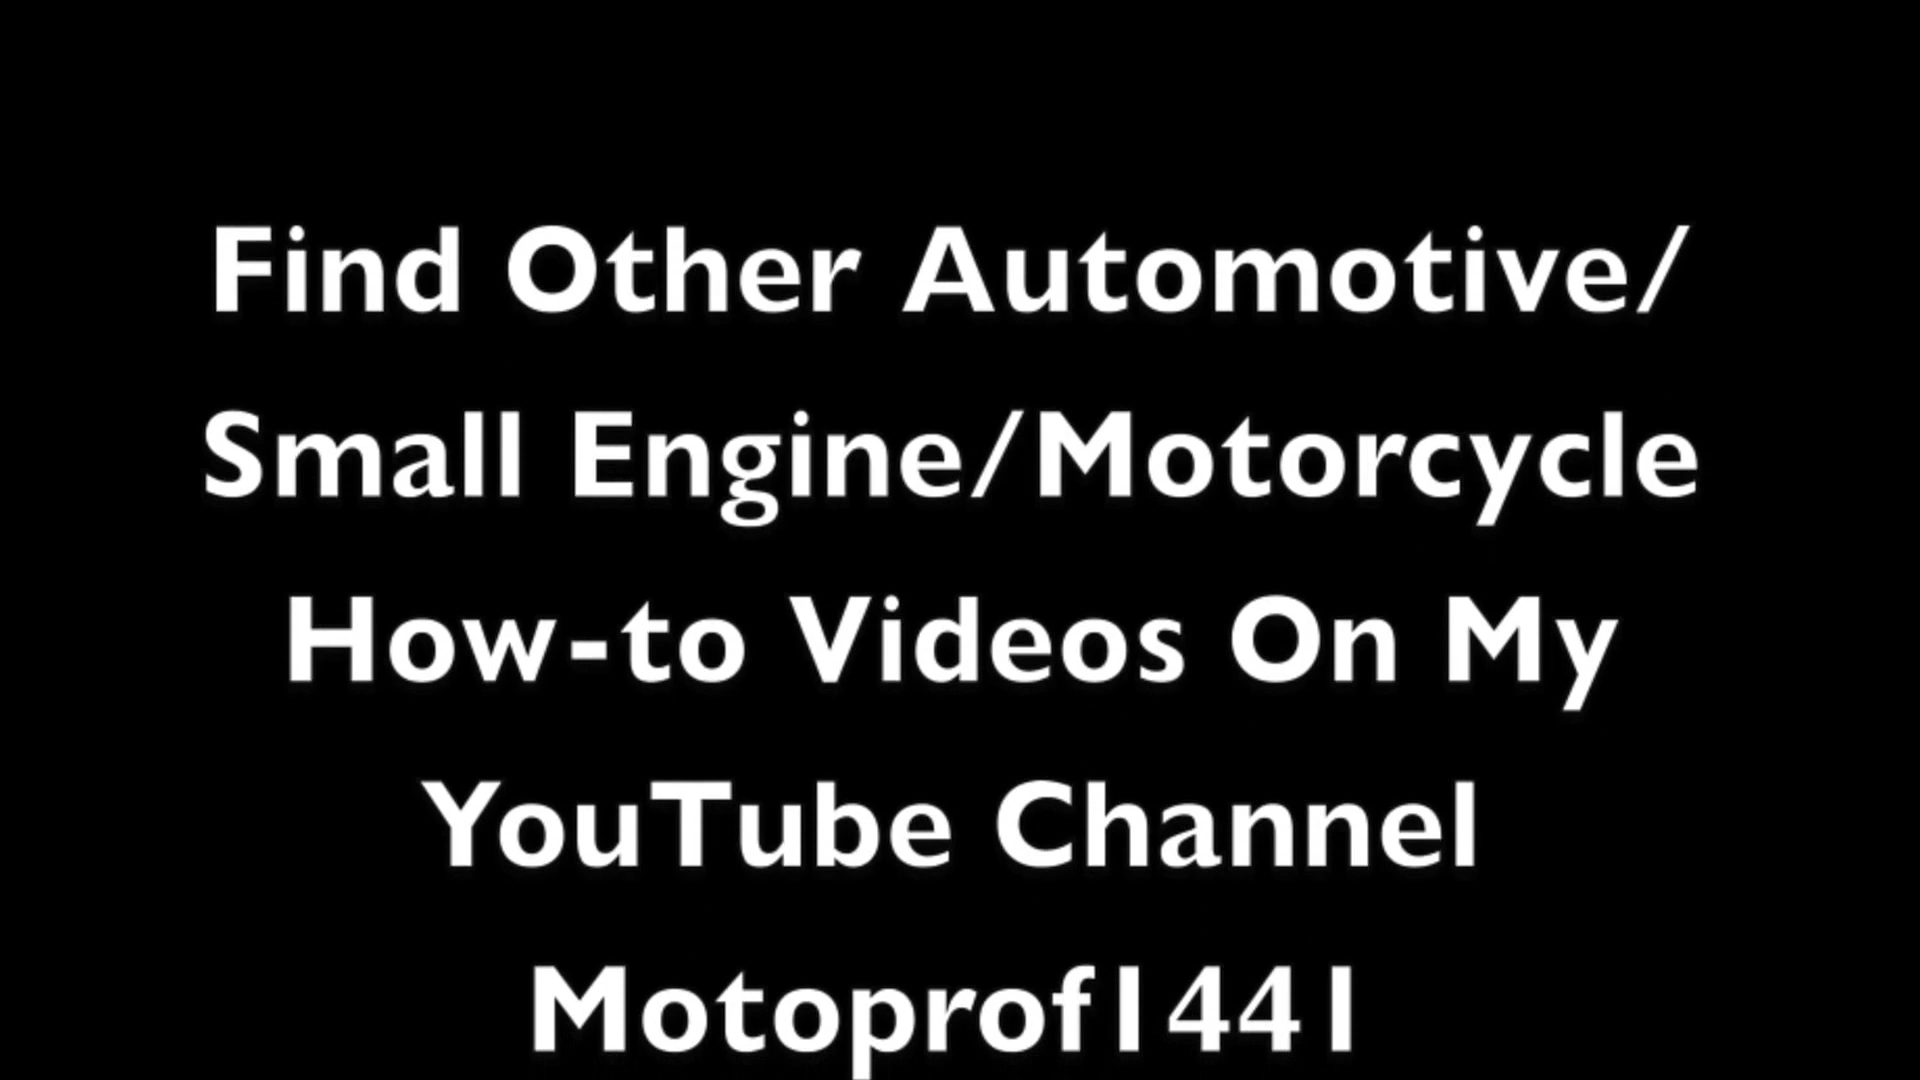 Find Other Automotive/
Small Engine/Motorcycle
How-to Videos On My
YouTube Channel
Motoprof1441